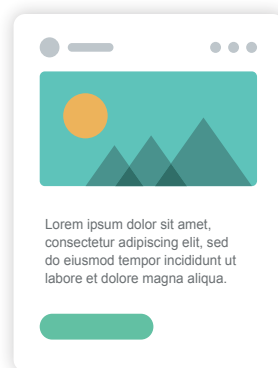 Lorem ipsum dolor sit amet,
consectetur adipiscing elit, sed
do eiusmod tempor incididunt ut
labore et dolore magna aliqua.